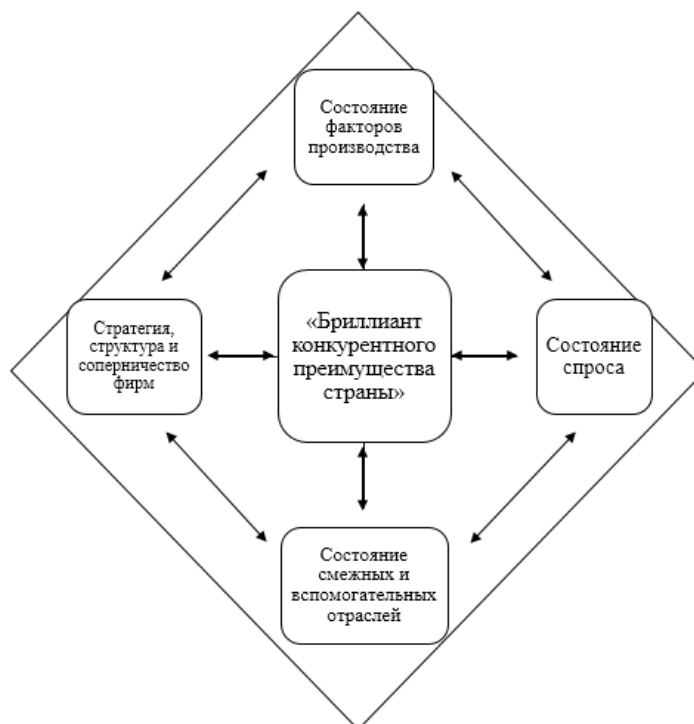 Состояние
факторов
производства
Стратегия,
структура и
соперничество
фирм
«Бриллиант
конкурентного
преимущества
страны»
Состояние
спроса
Состояние
смежных и
вспомогательных
отраслей